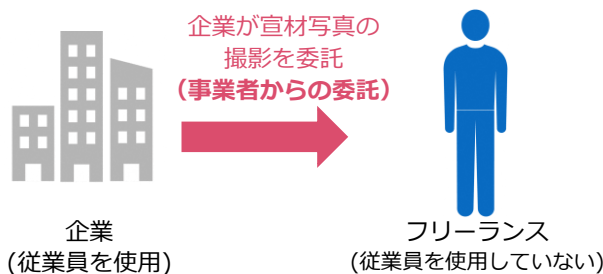 企業が宣材写真の
撮影を委託
（事業者からの委託）
企業
(従業員を使用)
フリーランス
(従業員を使用していない)